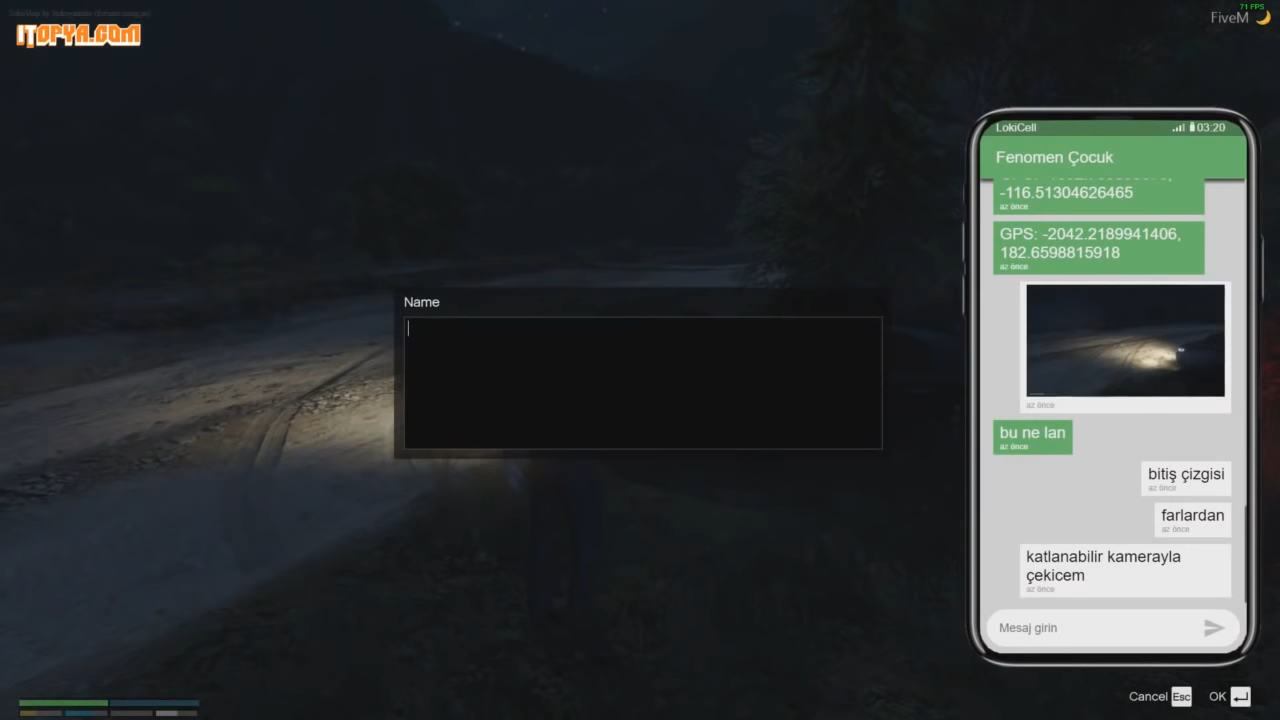 71 FPS
FiveM
ITOPYA.COM
LokiCell
03:20
Fenomen Çocuk
-116.51304626465
az önce
GPS: -2042.2189941406,
182.6598815918
az önce
az önce
bu ne lan
az önce
bitiş çizgisi
az önce
farlardan
az önce
katlanabilir kamerayla
çekicem
az önce
Mesaj girin
Name
Cancel Esc OK